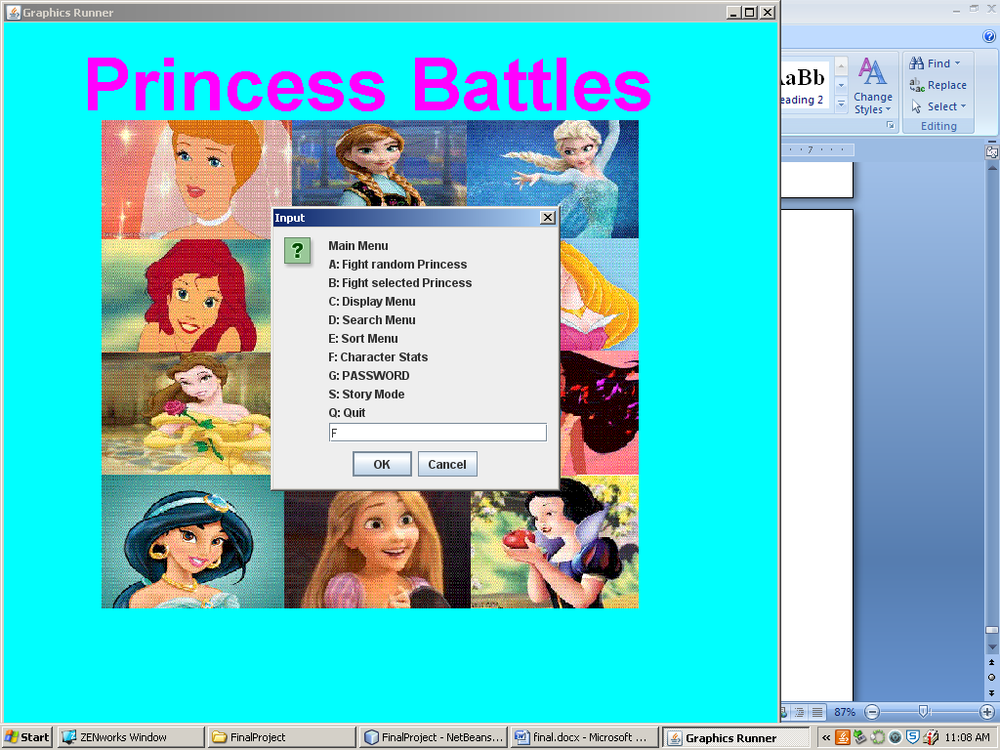 Graphics Runner
Princess Battles
Input
Main Menu
A: Fight random Princess
B: Fight selected Princess
C: Display Menu
D: Search Menu
E: Sort Menu
F: Character Stats
G: PASSWORD
S: Story Mode
Q: Quit
F
OK Cancel
AaBb
eading 2
Change
Styles
Find
Replace
Select
Editing
7
87%
Start ZENworks Window FinalProject FinalProject - NetBeans... final.docx - Microsoft ... Graphics Runner « 11:08 AM